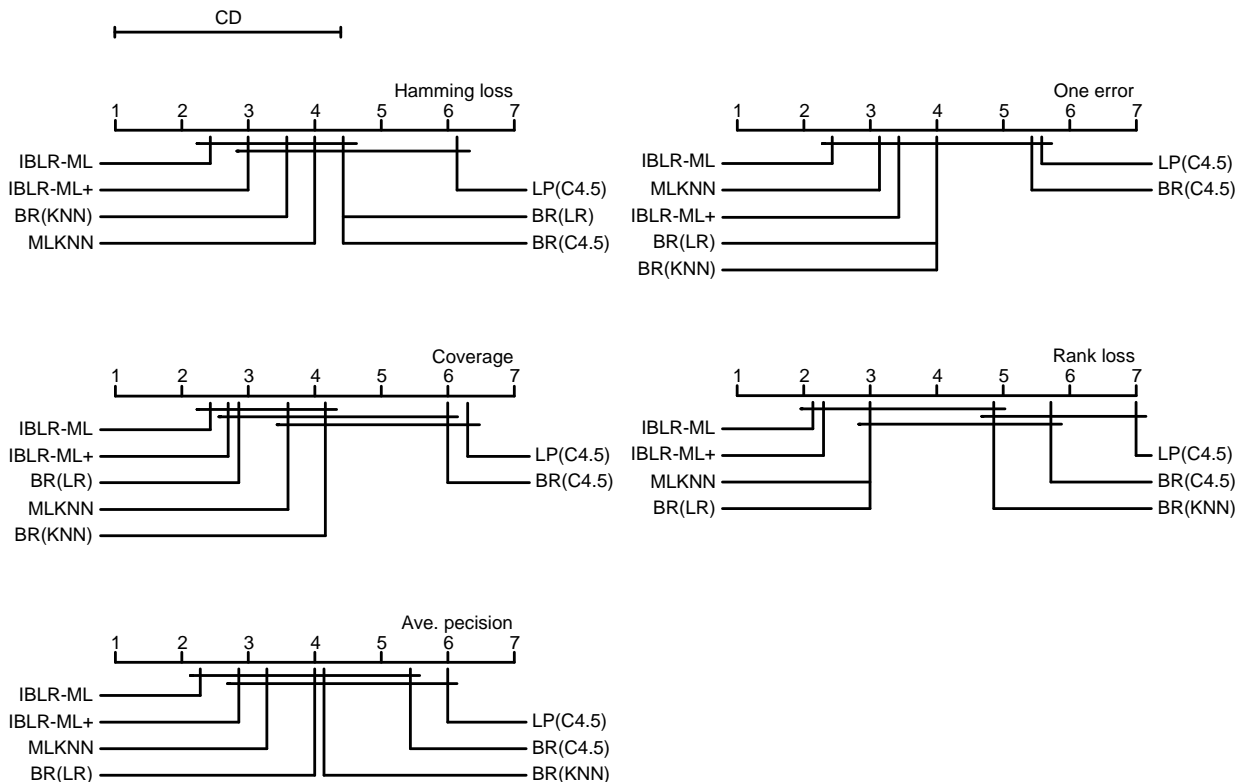 CD
Hamming loss
1 2 3 4 5 6 7
IBLR-ML
IBLR-ML+
BR(KNN)
MLKNN
LP(C4.5)
BR(LR)
BR(C4.5)
One error
1 2 3 4 5 6 7
IBLR-ML
MLKNN
IBLR-ML+
BR(LR)
BR(KNN)
LP(C4.5)
BR(C4.5)
Coverage
1 2 3 4 5 6 7
IBLR-ML
IBLR-ML+
BR(LR)
MLKNN
BR(KNN)
LP(C4.5)
BR(C4.5)
Rank loss
1 2 3 4 5 6 7
IBLR-ML
IBLR-ML+
MLKNN
BR(LR)
LP(C4.5)
BR(C4.5)
BR(KNN)
Ave. pecision
1 2 3 4 5 6 7
IBLR-ML
IBLR-ML+
MLKNN
BR(LR)
LP(C4.5)
BR(C4.5)
BR(KNN)